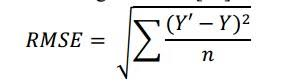 RMSE = √∑(Y′ − Y)2/n